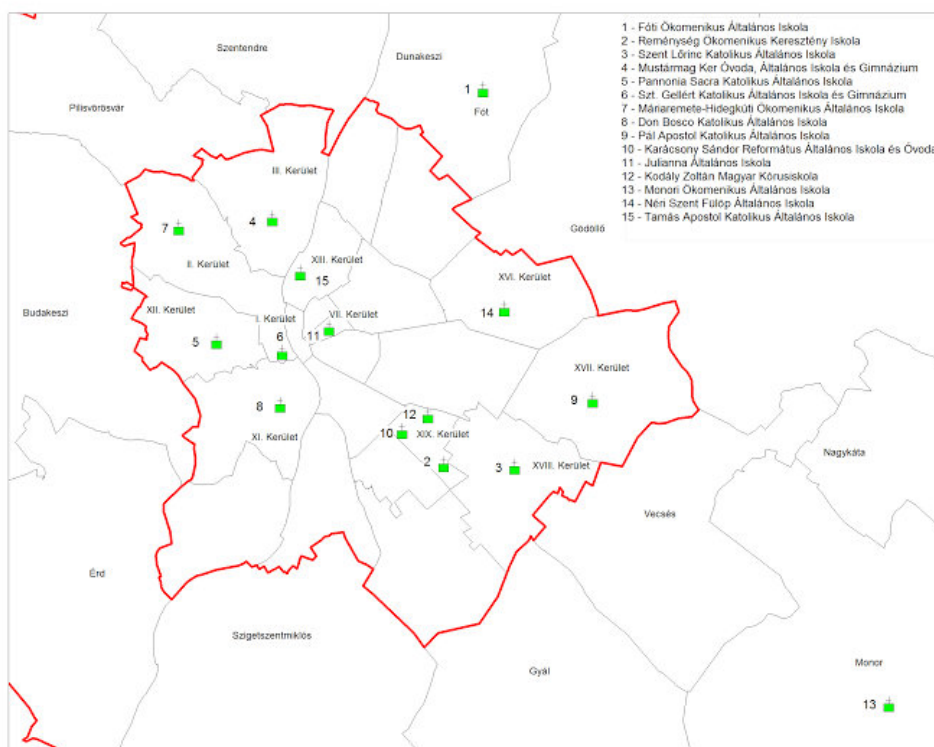 1 - Fóti Ökomenikus Általános Iskola
2 - Reménység Ökomenikus Keresztény Iskola
3 - Szent Lőrinc Katolikus Általános Iskola
4 - Mustármag Ker Óvoda, Általános Iskola és Gimnázium
5 - Pannonia Sacra Katolikus Általános Iskola
6 - Szt. Gellért Katolikus Általános Iskola és Gimnázium
7 - Máriaremete-Hidegkúti Ökomenikus Általános Iskola
8 - Don Bosco Katolikus Általános Iskola
9 - Pál Apostol Katolikus Általános Iskola
10 - Karácsony Sándor Református Általános Iskola és Óvoda
11 - Julianna Általános Iskola
12 - Kodály Zoltán Magyar Kórusiskola
13 - Monori Ökomenikus Általános Iskola
14 - Néri Szent Fülöp Általános Iskola
15 - Tamás Apostol Katolikus Általános Iskola
Szentendre
Dunakeszi
1
Fót
Pilisvörösvár
III. Kerület
4
7
Gödöllő
II. Kerület
XIII. Kerület
15
XVI. Kerület
14
Budakeszi
XII. Kerület
I. Kerület
VII. Kerület
11
5
6
XVII. Kerület
9
8
12
10
XIX. Kerület
XI. Kerület
2
3
XVIII. Kerület
Nagykáta
Vecsés
Érd
Szigetszentmiklós
Gyál
Monor
13